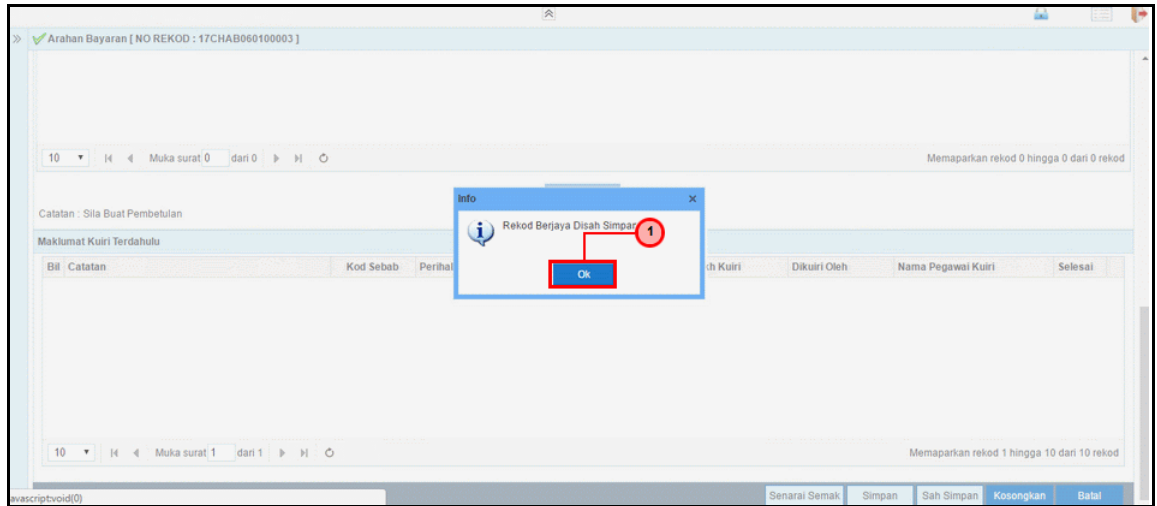 Arahan Bayaran [ NO REKOD : 17CHAB060100003 ]
10 Muka surat 0 dari 0 Memaparkan rekod 0 hingga 0 dari 0 rekod
Info
Catatan : Sila Buat Pembetulan
Rekod Berjaya Disah Simpan 1
Maklumat Kuiri Terdahulu
Bil Catatan Kod Sebab Perihal Ok Kuiri Dikuiri Oleh Nama Pegawai Kuiri Selesai
10 Muka surat 1 dari 1 Memaparkan rekod 1 hingga 10 dari 10 rekod
avascript:void(0) Senarai Semak Simpan Sah Simpan Kosongkan Batal